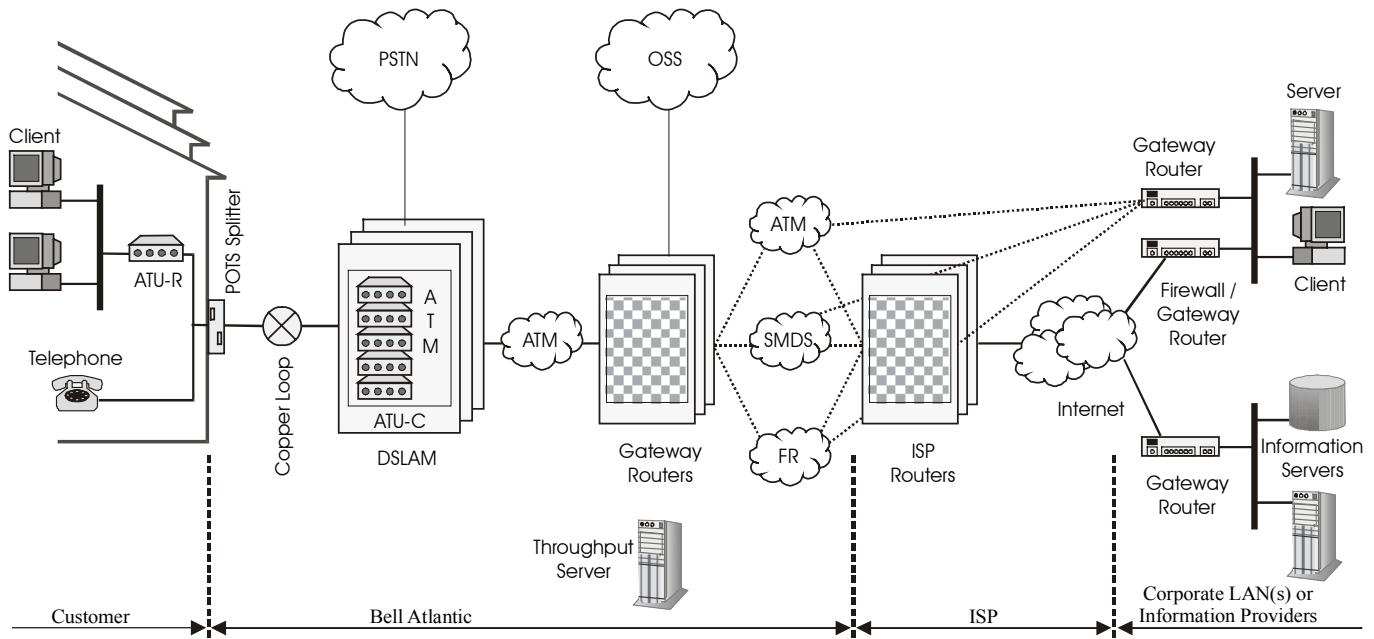 PSTN
OSS
Server
Client
Gateway
Router
ATM
POTS Splitter
ATU-R
Client
A
T
M
Firewall /
Gateway
Router
ATM
SMDS
Telephone
Copper Loop
ATU-C
DSLAM
Gateway
Routers
FR
ISP
Routers
Internet
Information
Servers
Gateway
Router
Throughput
Server
Customer
Bell Atlantic
ISP
Corporate LAN(s) or
Information Providers